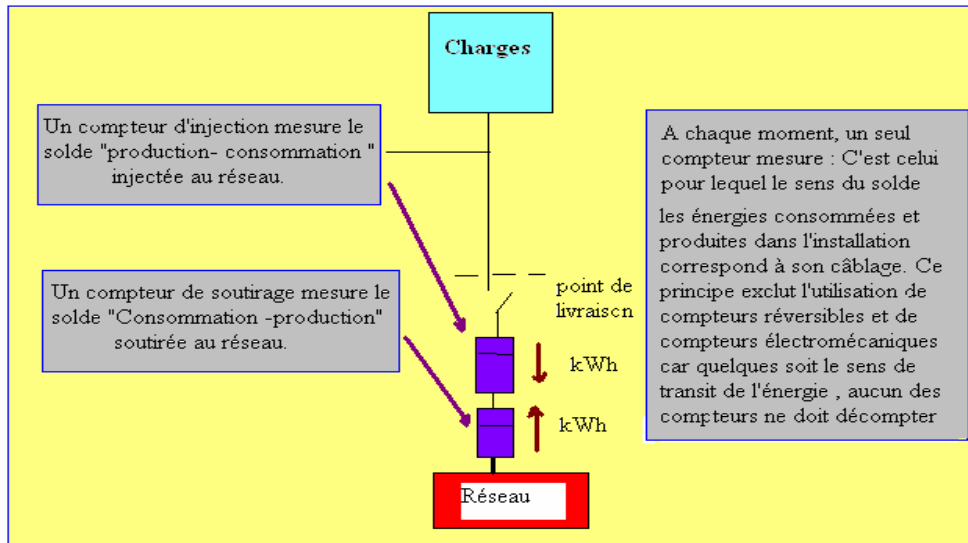 Charges
Un compteur d'injection mesure le
solde "production- consommation "
injectée au réseau.
A chaque moment, un seul
compteur mesure : C'est celui
pour lequel le sens du solde
les énergies consommées et
produites dans l'installation
correspond à son câblage. Ce
principe exclut l'utilisation de
compteurs réversibles et de
compteurs électromécaniques
car quelques soit le sens de
transit de l'énergie , aucun des
compteurs ne doit décompter
Un compteur de soutirage mesure le
solde "Consommation -production"
soutirée au réseau.
point de
livraison
kWh
kWh
Réseau